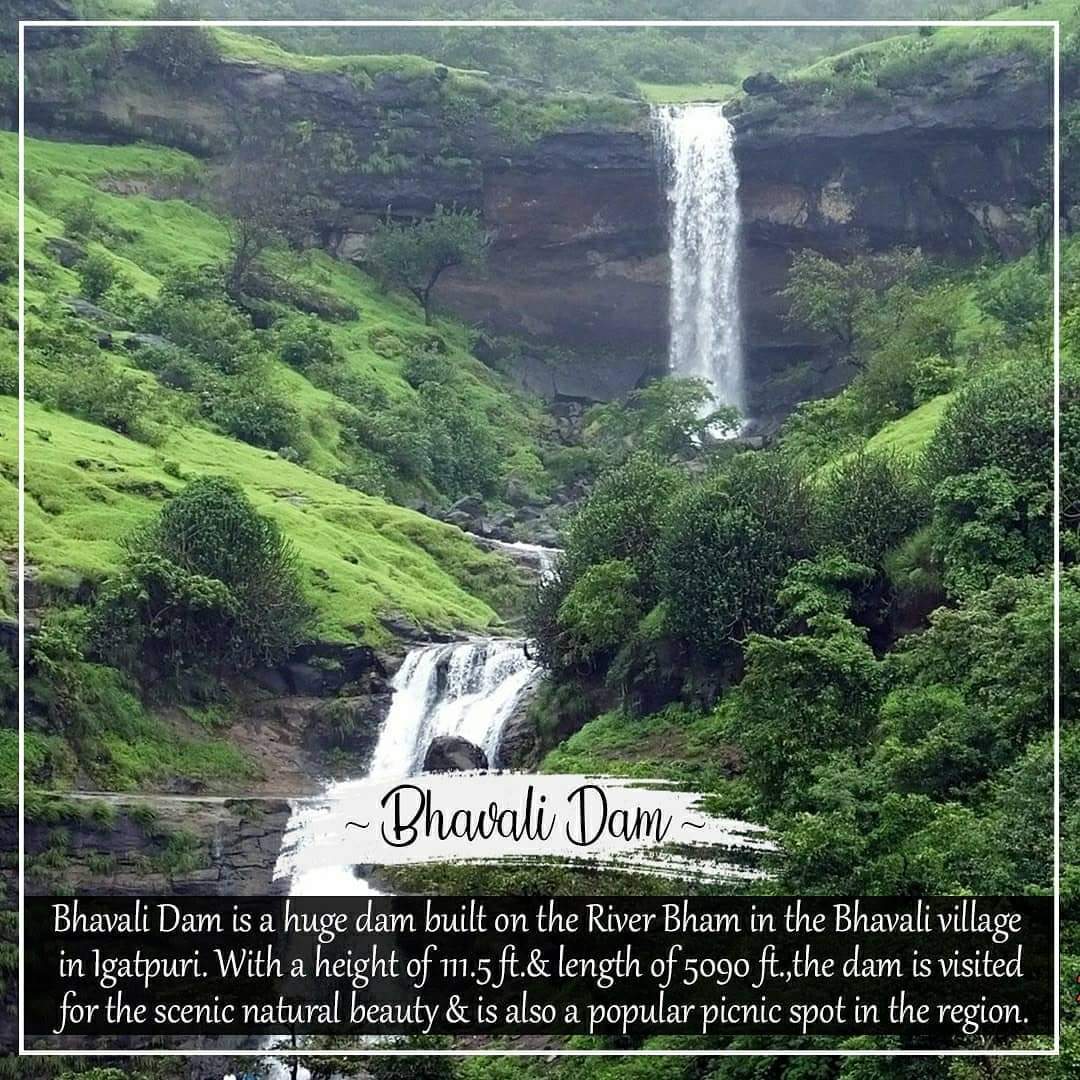 ~ Bhavali Dam ~
Bhavali Dam is a huge dam built on the River Bham in the Bhavali village
in Igatpuri. With a height of 111.5 ft.& length of 5090 ft.,the dam is visited
for the scenic natural beauty & is also a popular picnic spot in the region.